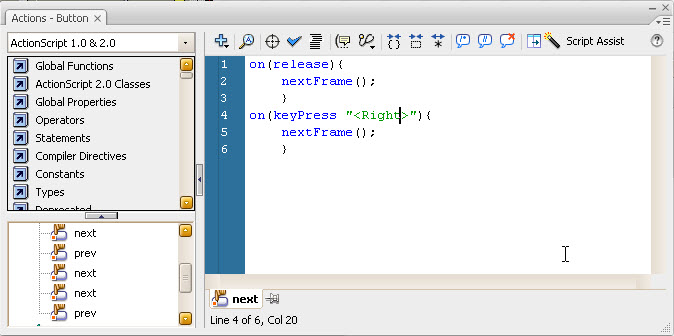 Actions - Button
ActionScript 1.0 & 2.0
Script Assist
Global Functions
ActionScript 2.0 Classes
Global Properties
Operators
Statements
Compiler Directives
Constants
Types
Deprecated
next
prev
next
next
prev
1 on(release){
2 nextFrame();
3 }
4 on(keyPress "<Right>"){
5 nextFrame();
6 }
next
Line 4 of 6, Col 20